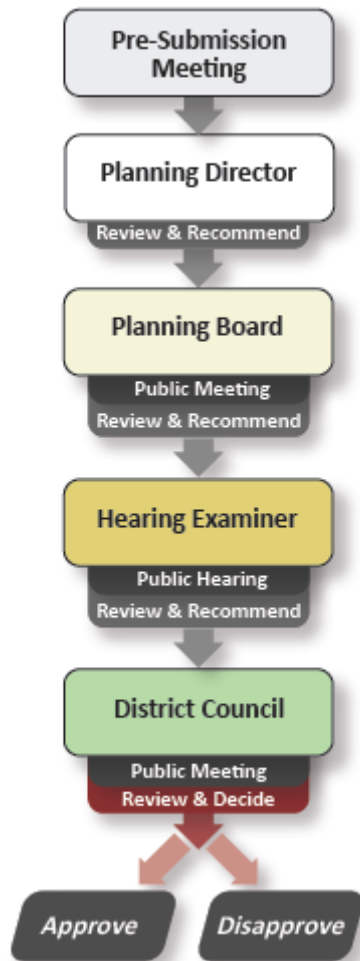 Pre-Submission
Meeting
Planning Director
Review & Recommend
Planning Board
Public Meeting
Review & Recommend
Hearing Examiner
Public Hearing
Review & Recommend
District Council
Public Meeting
Review & Decide
Approve
Disapprove